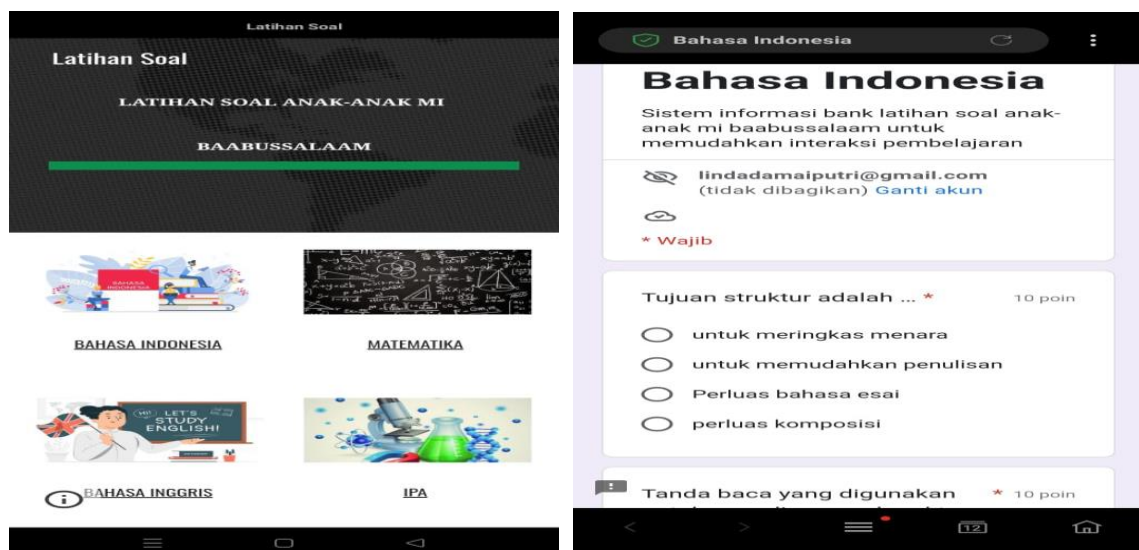 Latihan Soal
Latihan Soal
LATIHAN SOAL ANAK-ANAK MI
BAABUSSALAAM
BAHASA
INDONESIA
BAHASA INDONESIA
MATEMATIKA
HI!
LET'S
STUDY
ENGLISH!
BAHASA INGGRIS
IPA
Bahasa Indonesia
Bahasa Indonesia
Sistem informasi bank latihan soal anak-
anak mi baabussalaam untuk
memudahkan interaksi pembelajaran
lindadamaiputri@gmail.com
(tidak dibagikan) Ganti akun
* Wajib
Tujuan struktur adalah ... * 10 poin
untuk meringkas menara
untuk memudahkan penulisan
Perluas bahasa esai
perluas komposisi
Tanda baca yang digunakan * 10 poin
12